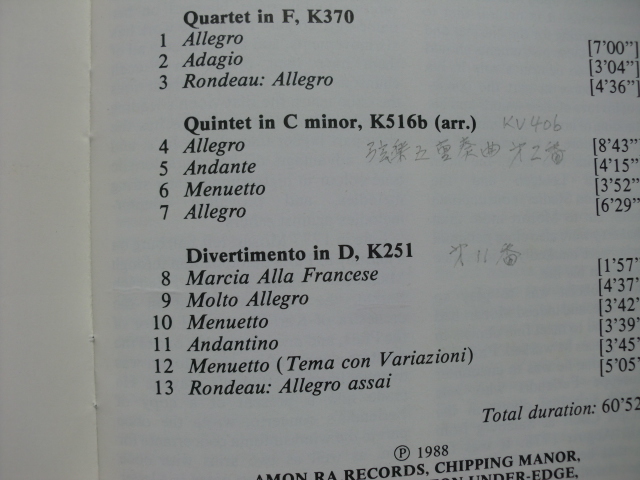 Quartet in F, K370
1 Allegro [7'00"]
2 Adagio [3'04"]
3 Rondeau: Allegro [4'36"]
Quintet in C minor, K516b (arr.) KV406
4 Allegro 弦楽五重奏曲 第二番 [8'43"
5 Andante [4'15"
6 Menuetto [3'52"
7 Allegro [6'29"
Divertimento in D, K251 第11番
8 Marcia Alla Francese [1'57"
9 Molto Allegro [4'37"
10 Menuetto [3'42"
11 Andantino [3'39"
12 Menuetto (Tema con Variazioni) [3'45"
13 Rondeau: Allegro assai [5'05"
Total duration: 60'52
Ⓟ 1988
AMON RA RECORDS, CHIPPING MANOR,
UNDER-EDGE,